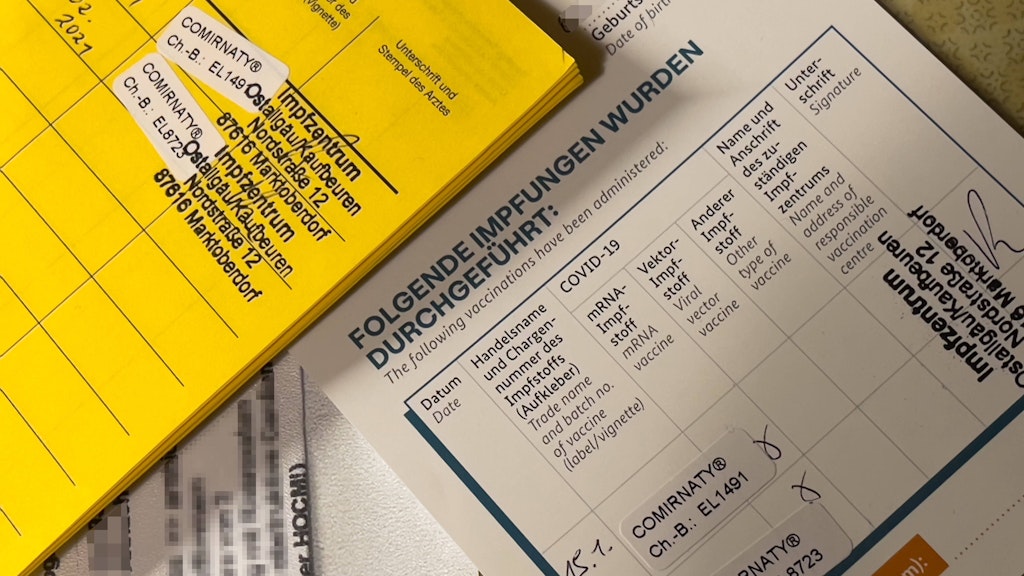 2021
(Vignette)
Unterschrift und
Stempel des Arztes
COMIRNATY®
Ch.-B.: EL1491
Impfzentrum
Ostallgäu/Kaufbeuren
Nordstraße 12
87616 Marktoberdorf
COMIRNATY®
Ch.-B.: EL8723
Impfzentrum
Ostallgäu/Kaufbeuren
Nordstraße 12
87616 Marktoberdorf
Geburts
Date of birth
FOLGENDE IMPFUNGEN WURDEN
DURCHGEFÜHRT:
The following vaccinations have been administered:
Datum
Date
Handelsname
und Chargen-
nummer des
Impfstoffs
(Aufkleber)
Trade name
and batch no.
of vaccine
(label/vignette)
COVID-19
mRNA-
Impf-
stoff
mRNA
vaccine
Vektor-
Impf-
stoff
Viral
vector
vaccine
Anderer
Impf-
stoff
Other
type of
vaccine
Name und
Anschrift
des zu-
ständigen
Impf-
zentrums
Name and
address of
responsible
vaccination
centre
Unter-
schrift
Signature
15.1.
COMIRNATY®
Ch.-B.: EL1491
Impfzentrum
Ostallgäu/Kaufbeuren
Nordstraße 12
Marktoberdorf
RNATY®
8723
er HOCMi)